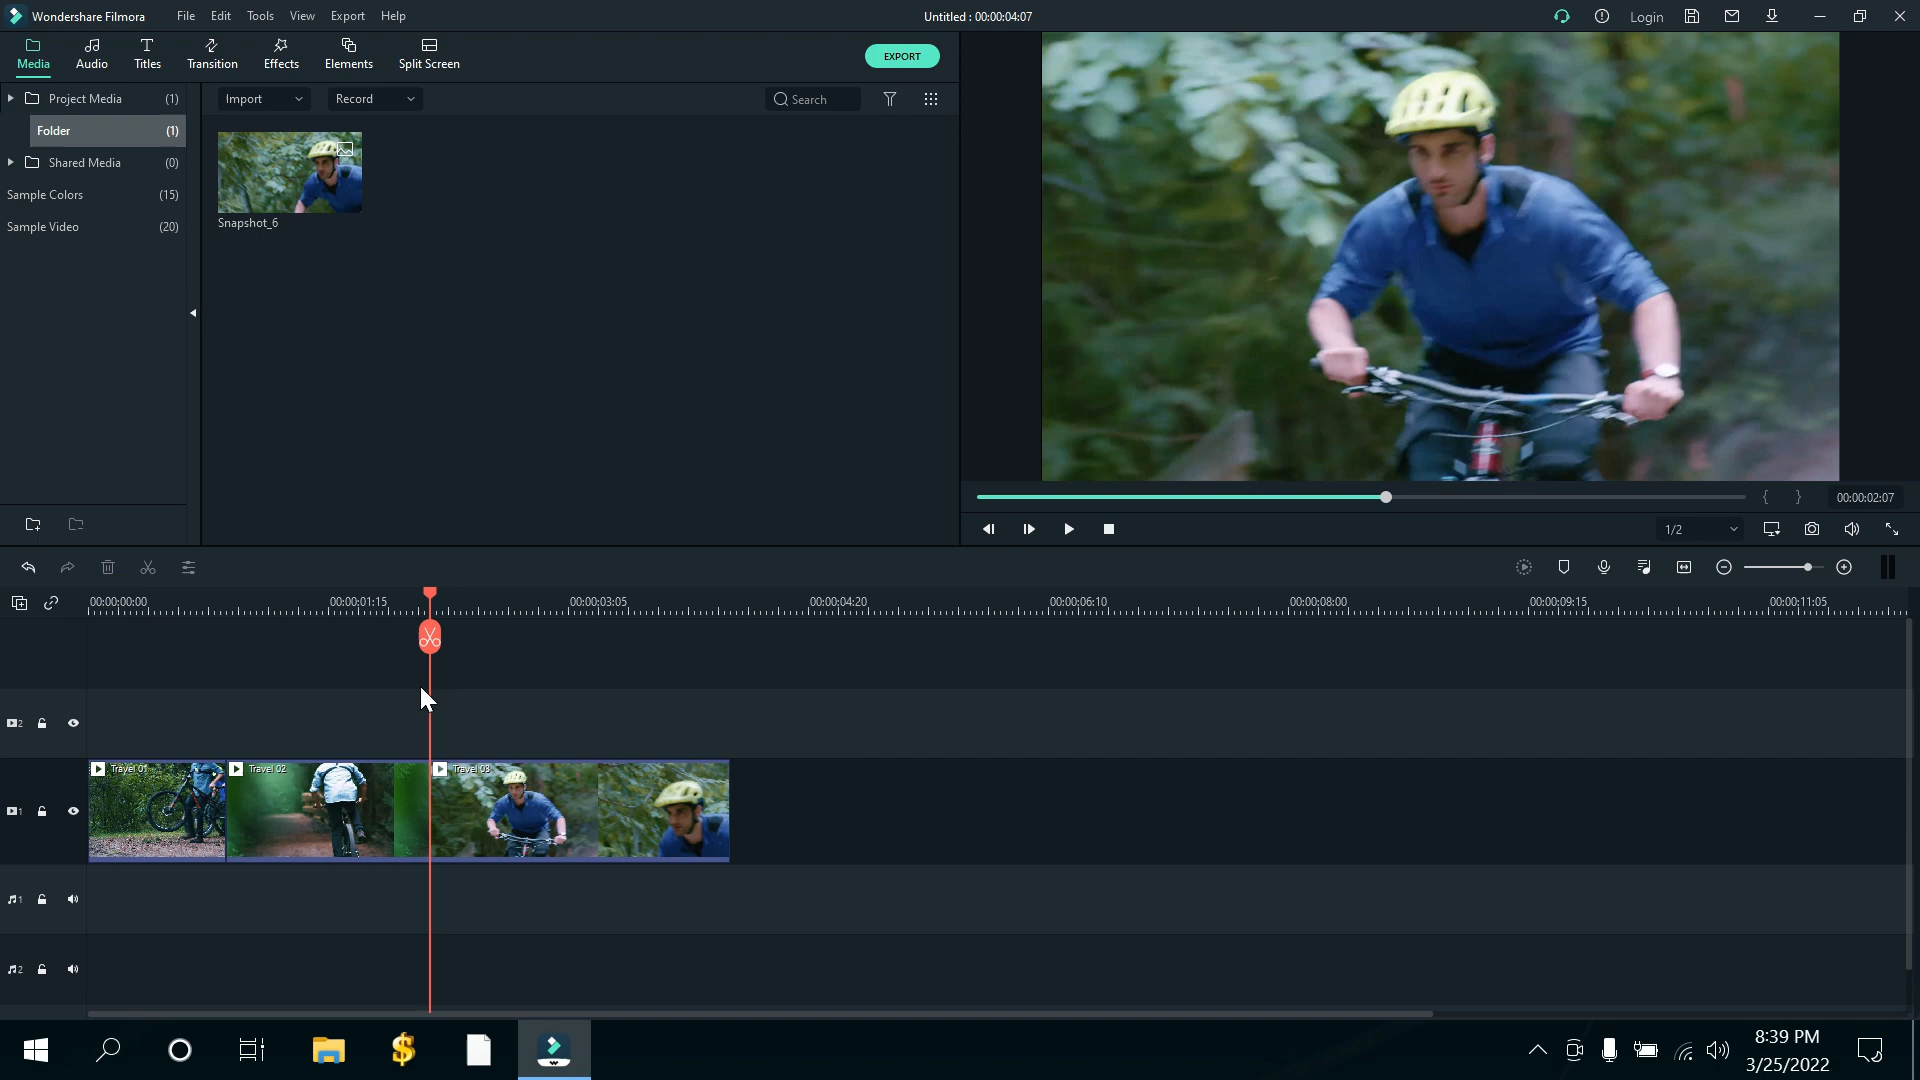 Wondershare Filmora File Edit Tools View Export Help Untitled : 00:00:04:07 Login
Media Audio Titles Transition Effects Elements Split Screen EXPORT
Project Media (1) Import Record Search
Folder (1)
Shared Media (0)
Sample Colors (15)
Sample Video (20)
Snapshot_6
{ } 00:00:02:07
1/2
00:00:00:00 00:00:01:15 00:00:03:05 00:00:04:20 00:00:06:10 00:00:08:00 00:00:09:15 00:00:11:05
2
Travel 01 Travel 02 Travel 03
1
1
2
8:39 PM
3/25/2022